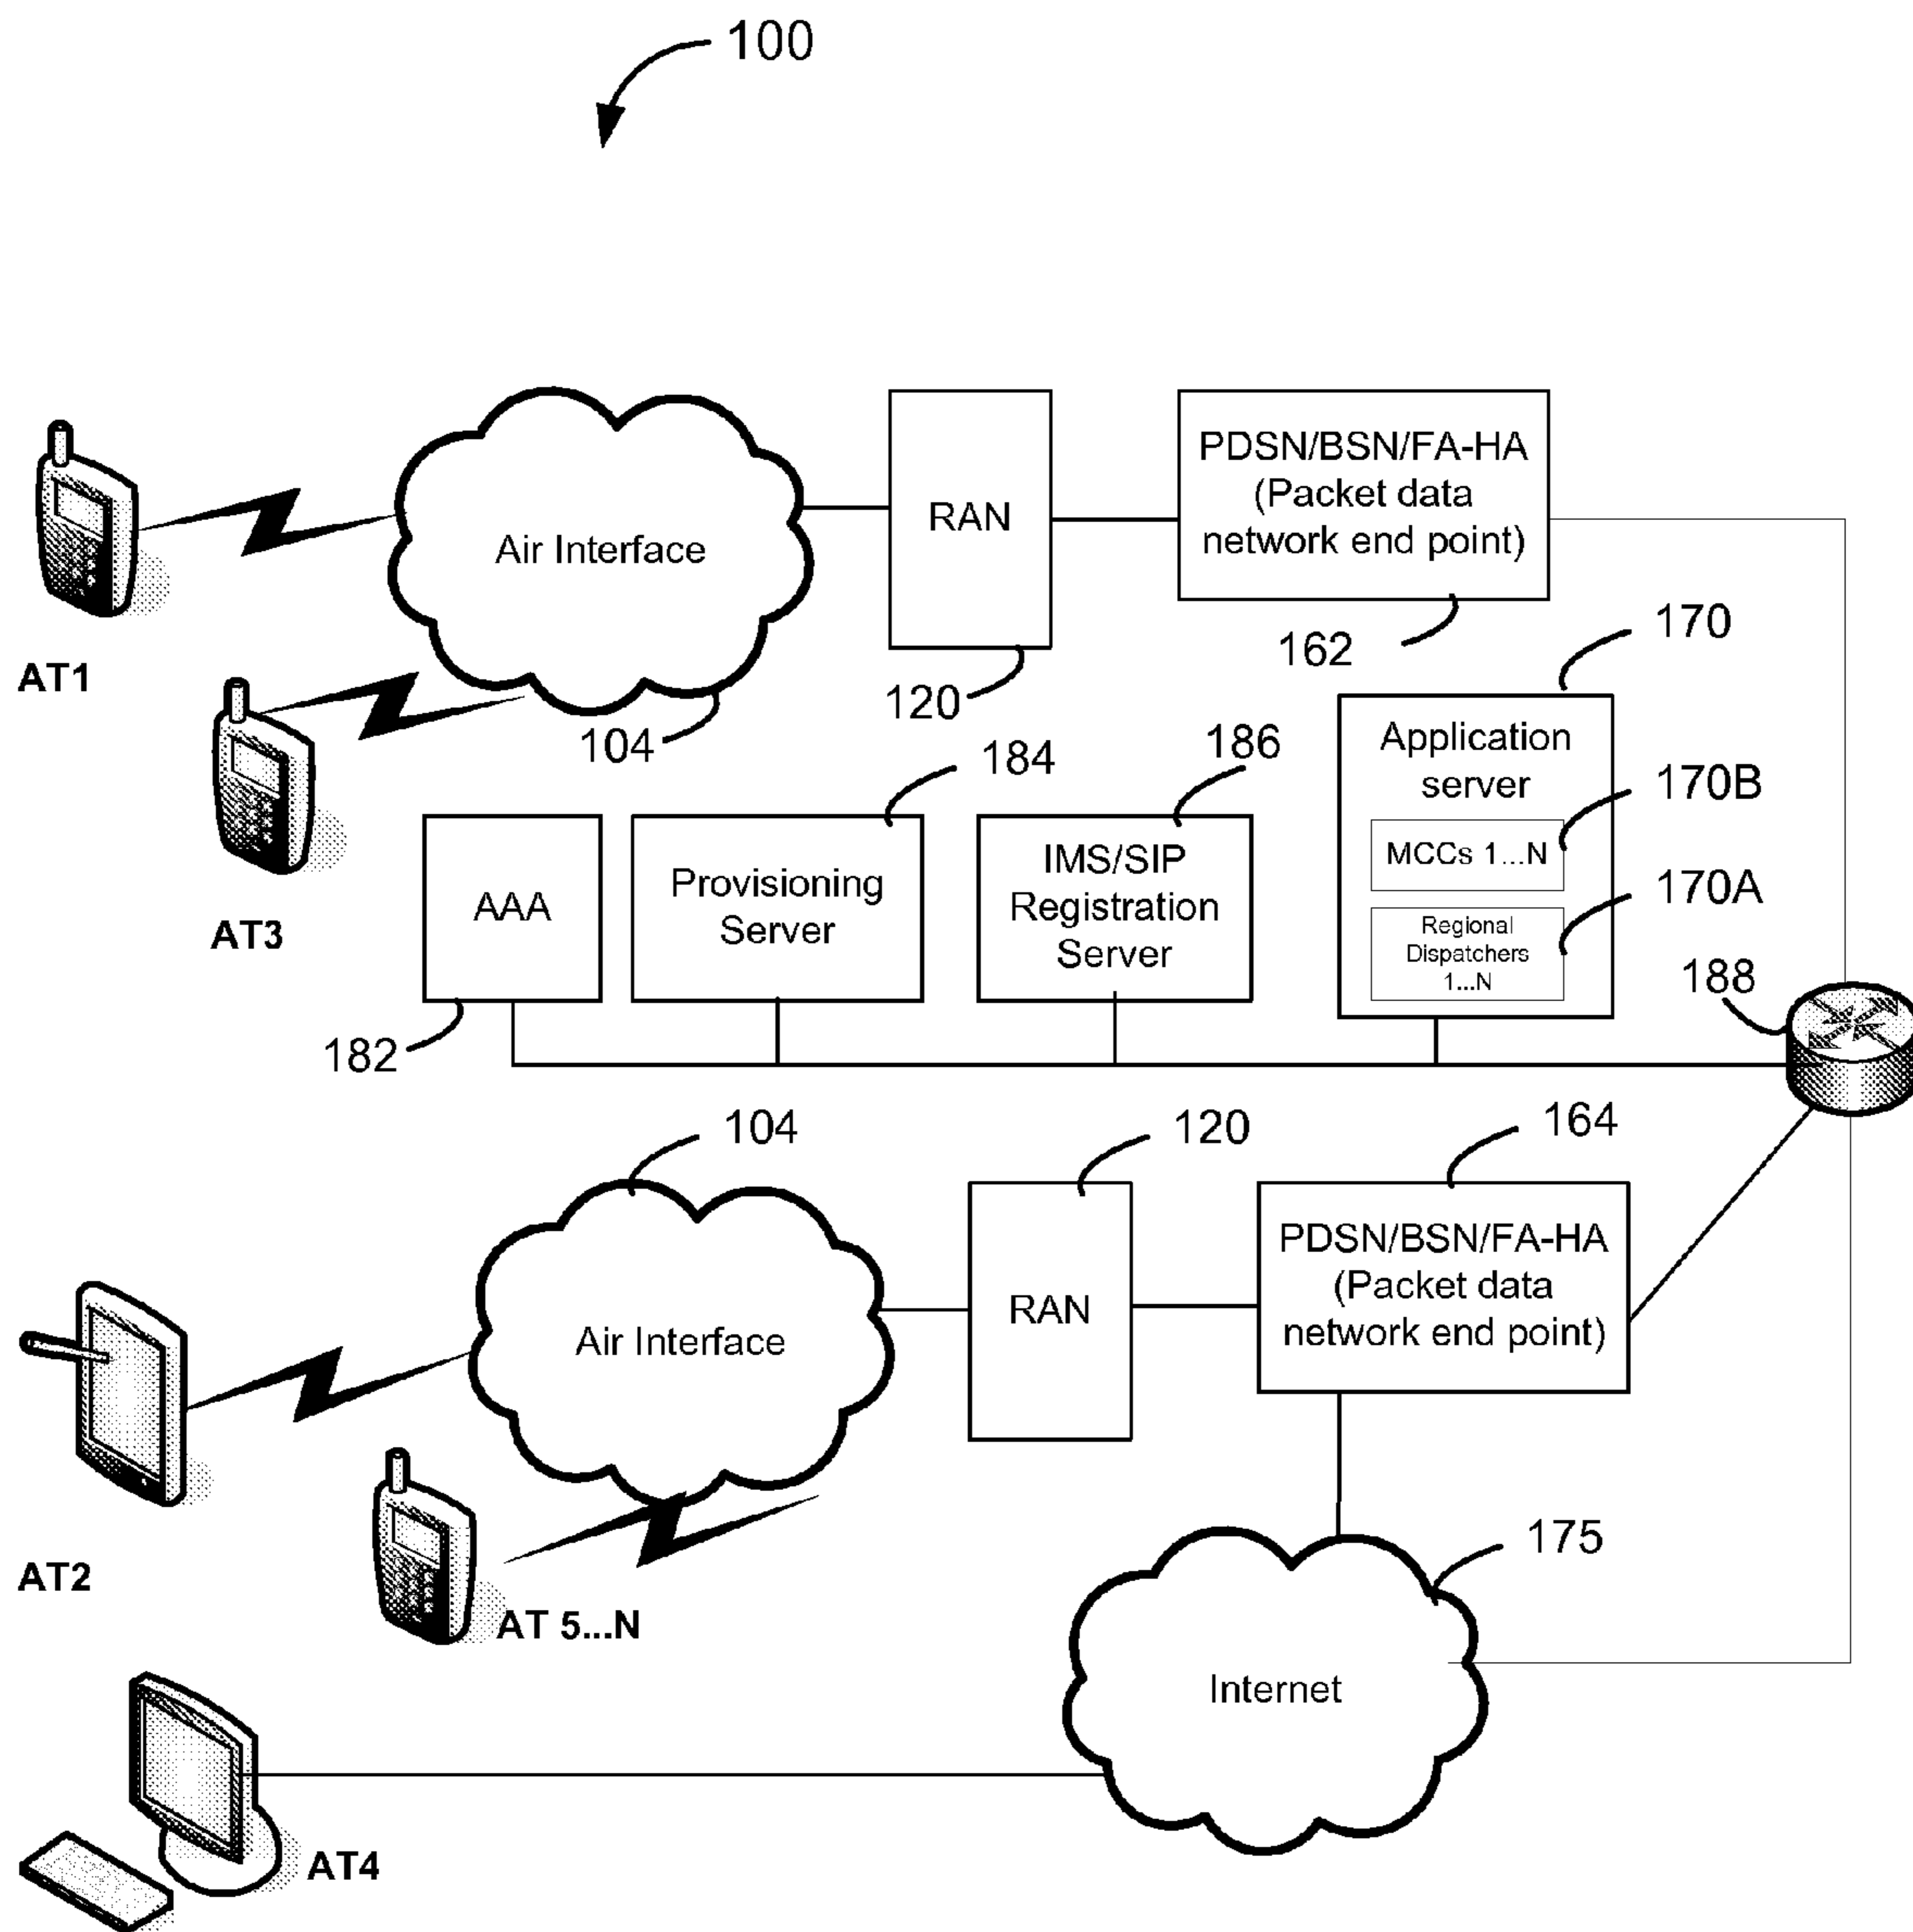 100
Air Interface
RAN
PDSN/BSN/FA-HA
(Packet data
network end point)
AT1
162
170
120
104
184
186
Application
server
170B
MCCs 1...N
170A
Regional
Dispatchers
1...N
AT3
AAA
Provisioning
Server
IMS/SIP
Registration
Server
188
182
104
120
164
Air Interface
RAN
PDSN/BSN/FA-HA
(Packet data
network end point)
AT2
AT 5...N
175
Internet
AT4